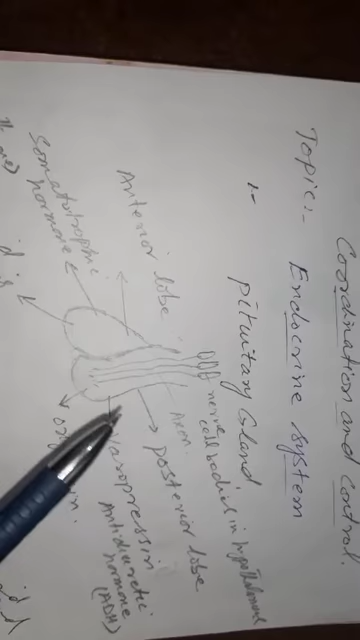 Coordination and control.
Topic:- Endocrine system
1- Pituitary Gland
nerve
cell bodies in hypothalamus
Anterior lobe
Axon.
posterior lobe
Somatotrophic
hormone
Vasopressin
Antidiuretic
hormone
(ADH)